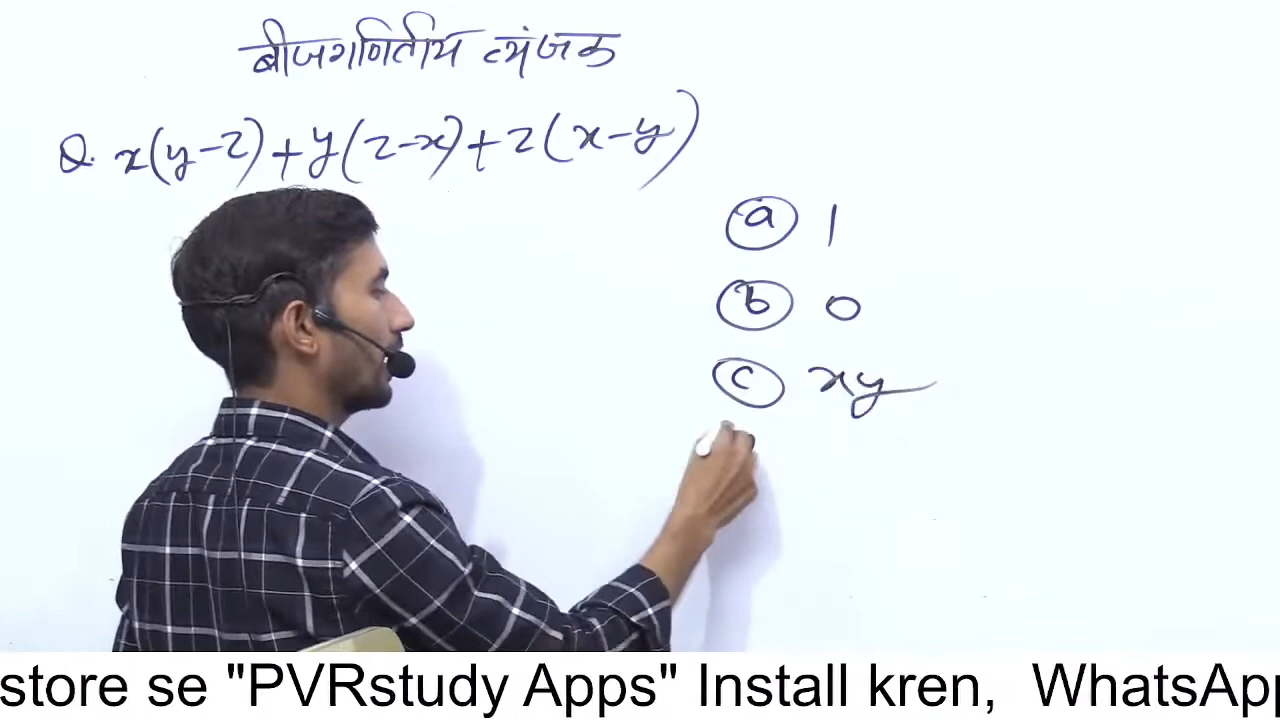 बीजगणितीय व्यंजक
Q. x(y-z)+y(z-x)+z(x-y)
a 1
b 0
c xy
store se "PVRstudy Apps" Install kren, WhatsApp